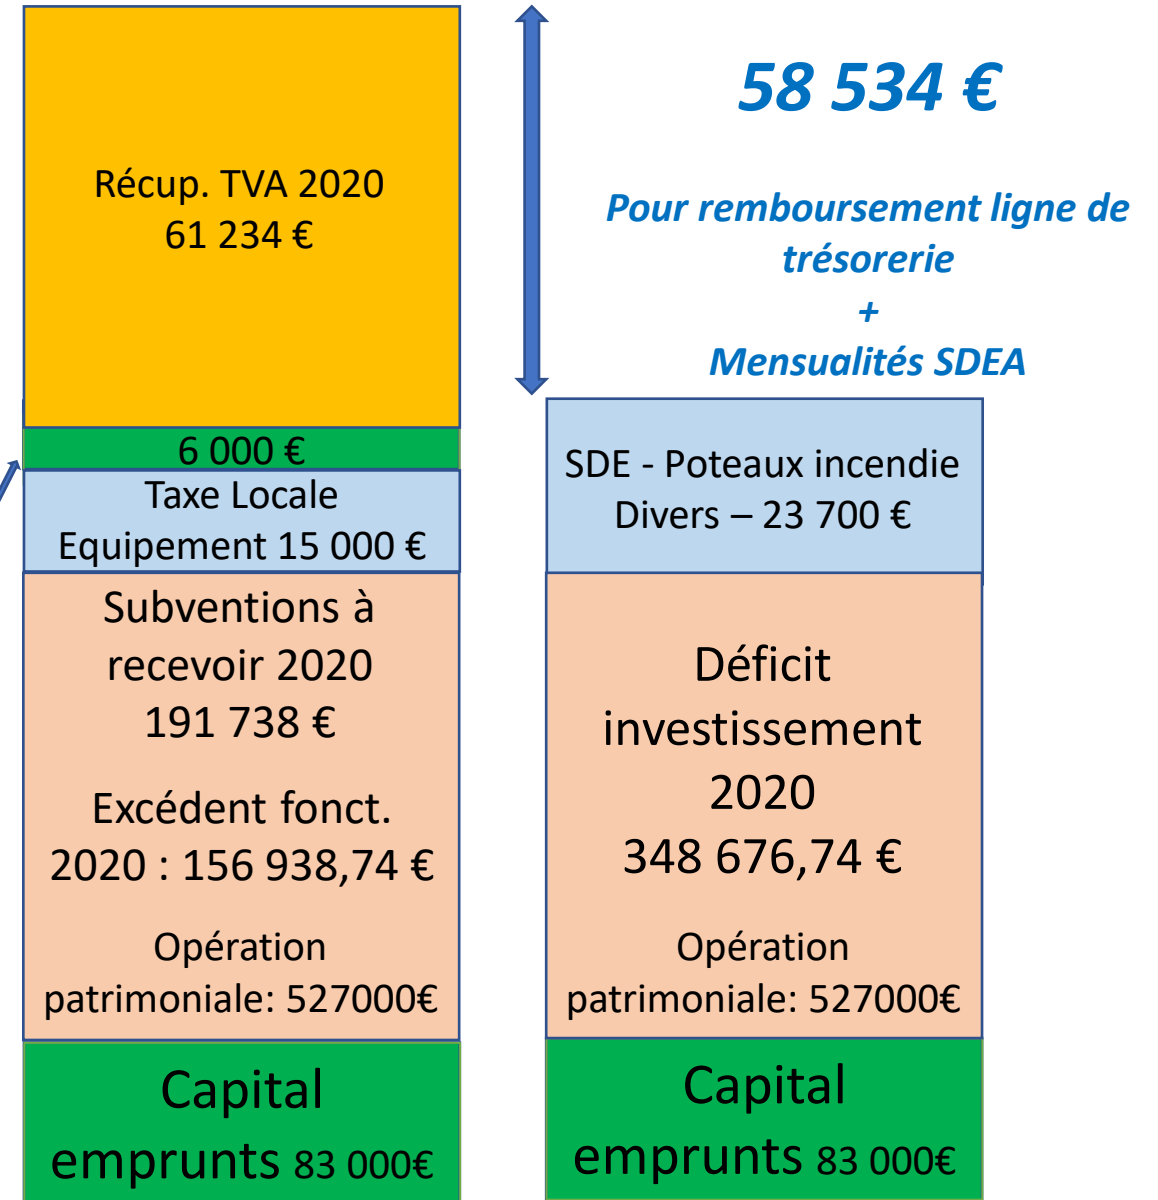 Récup. TVA 2020
61 234 €
6 000 €
Taxe Locale
Equipement 15 000 €
Subventions à
recevoir 2020
191 738 €
Excédent fonct.
2020 : 156 938,74 €
Opération
patrimoniale: 527000€
Capital
emprunts 83 000€
58 534 €
Pour remboursement ligne de
trésorerie
+
Mensualités SDEA
SDE - Poteaux incendie
Divers – 23 700 €
Déficit
investissement
2020
348 676,74 €
Opération
patrimoniale: 527000€
Capital
emprunts 83 000€